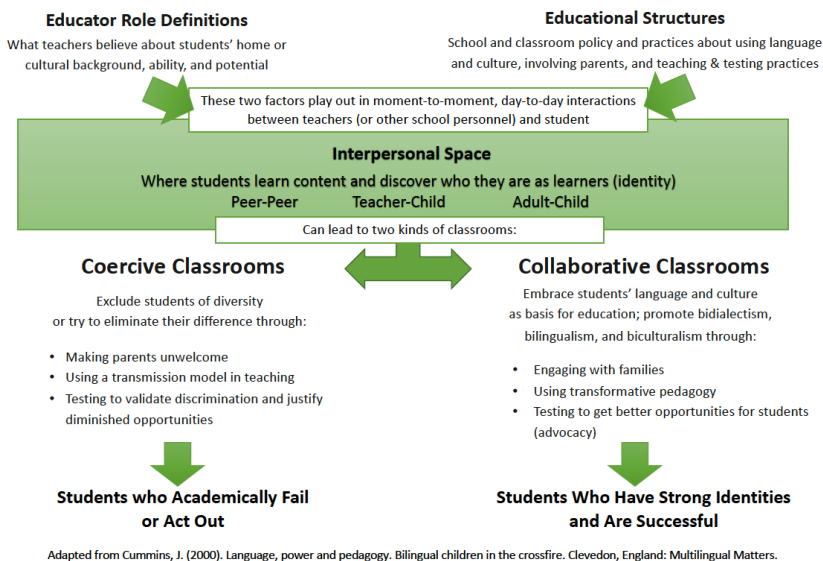 Educator Role Definitions
What teachers believe about students' home or
cultural background, ability, and potential
Educational Structures
School and classroom policy and practices about using language
and culture, involving parents, and teaching & testing practices
These two factors play out in moment-to-moment, day-to-day interactions
between teachers (or other school personnel) and student
Interpersonal Space
Where students learn content and discover who they are as learners (identity)
Peer-Peer Teacher-Child Adult-Child
Can lead to two kinds of classrooms:
Coercive Classrooms
Exclude students of diversity
or try to eliminate their difference through:
• Making parents unwelcome
• Using a transmission model in teaching
• Testing to validate discrimination and justify
diminished opportunities
Students who Academically Fail
or Act Out
Collaborative Classrooms
Embrace students' language and culture
as basis for education; promote bidialectism,
bilingualism, and biculturalism through:
• Engaging with families
• Using transformative pedagogy
• Testing to get better opportunities for students
(advocacy)
Students Who Have Strong Identities
and Are Successful
Adapted from Cummins, J. (2000). Language, power and pedagogy. Bilingual children in the crossfire. Clevedon, England: Multilingual Matters.